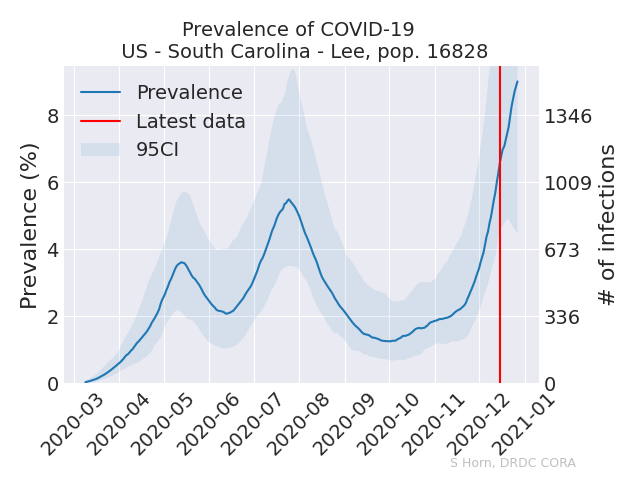 Prevalence of COVID-19
US - South Carolina - Lee, pop. 16828
Prevalence
Latest data
95CI
Prevalence (%)
8
6
4
2
0
1346
1009
673
336
0
# of infections
2020-03
2020-04
2020-05
2020-06
2020-07
2020-08
2020-09
2020-10
2020-11
2020-12
2021-01
S Horn, DRDC CORA